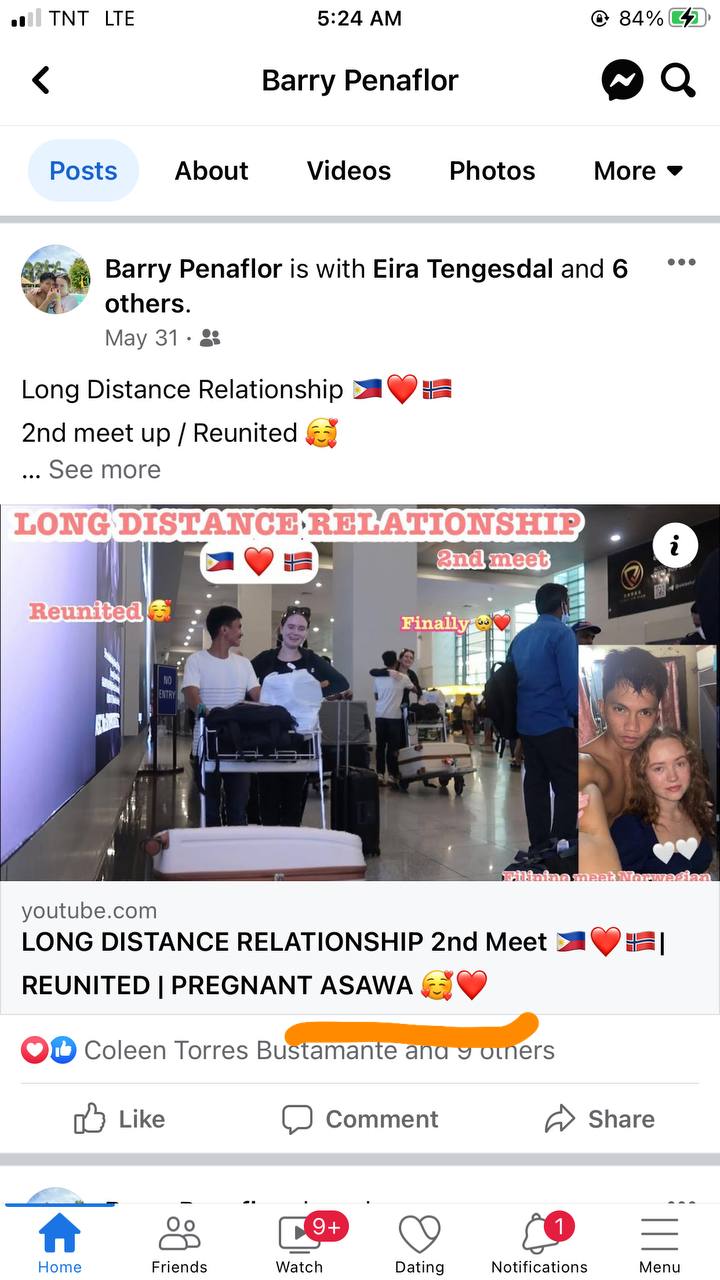 TNT LTE 5:24 AM 84%
Barry Penaflor
Posts About Videos Photos More
Barry Penaflor is with Eira Tengesdal and 6
others.
May 31 ·
Long Distance Relationship 🇵🇭❤️🇳🇴
2nd meet up / Reunited 🥰
... See more
LONG DISTANCE RELATIONSHIP
🇵🇭❤️🇳🇴
2nd meet
Reunited 🥰
Finally 🥺❤️
NO
ENTRY
Filipino meet Norwegian
youtube.com
LONG DISTANCE RELATIONSHIP 2nd Meet 🇵🇭❤️🇳🇴|
REUNITED | PREGNANT ASAWA 🥰❤️
Coleen Torres Bustamante and 9 others
Like Comment Share
9+ 1
Home Friends Watch Dating Notifications Menu